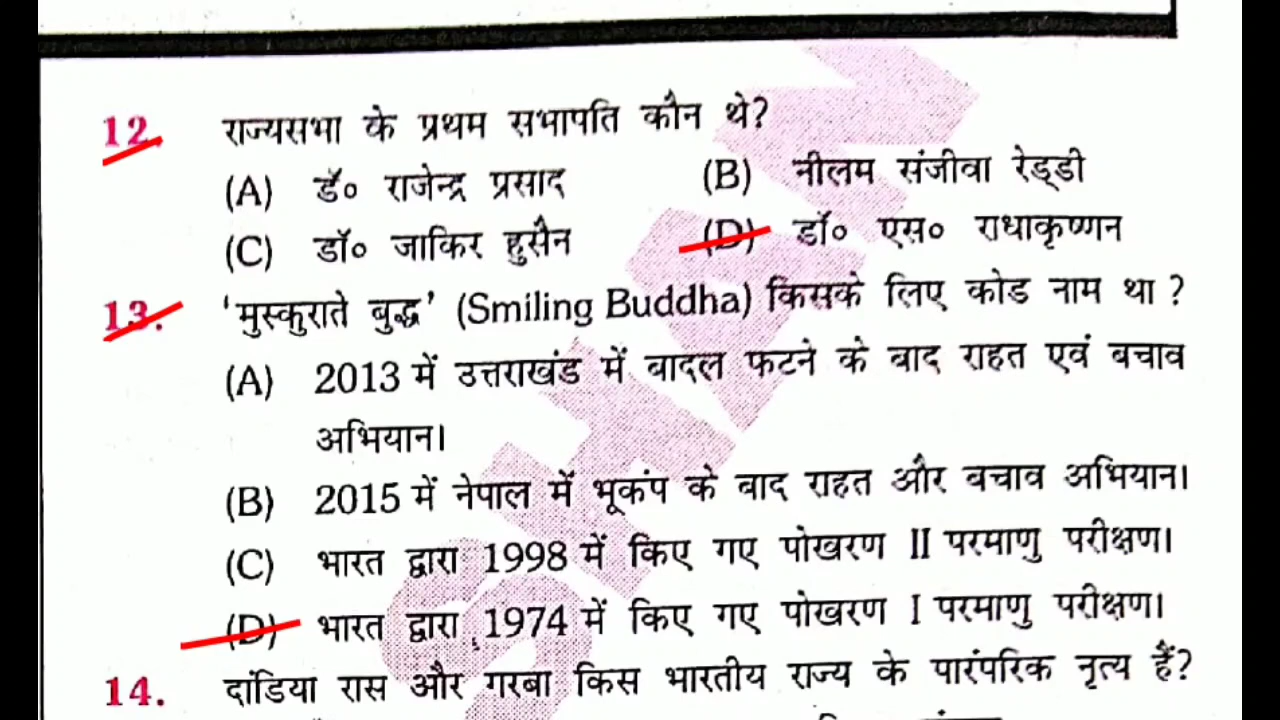 12. राज्यसभा के प्रथम सभापति कौन थे?
(A) डॉ० राजेन्द्र प्रसाद (B) नीलम संजीवा रेड्डी
(C) डॉ० जाकिर हुसैन (D) डॉ० एस० राधाकृष्णन
13. 'मुस्कुराते बुद्ध' (Smiling Buddha) किसके लिए कोड नाम था ?
(A) 2013 में उत्तराखंड में बादल फटने के बाद राहत एवं बचाव
अभियान।
(B) 2015 में नेपाल में भूकंप के बाद राहत और बचाव अभियान।
(C) भारत द्वारा 1998 में किए गए पोखरण II परमाणु परीक्षण।
(D) भारत द्वारा 1974 में किए गए पोखरण I परमाणु परीक्षण।
14. दांडिया रास और गरबा किस भारतीय राज्य के पारंपरिक नृत्य हैं?